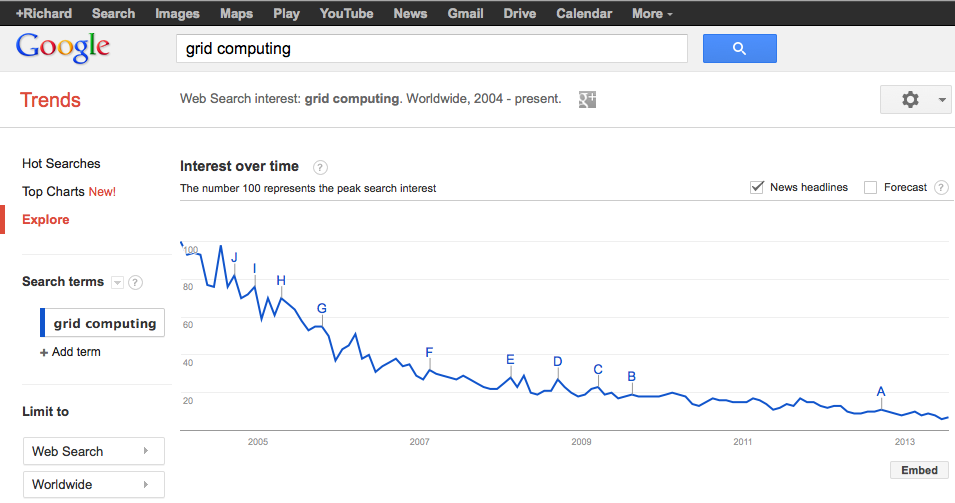 +Richard Search Images Maps Play YouTube News Gmail Drive Calendar More
Google grid computing
Trends Web Search interest: grid computing. Worldwide, 2004 - present. g+
Hot Searches
Top Charts New!
Explore
Interest over time ?
The number 100 represents the peak search interest
News headlines Forecast ?
Search terms ?
grid computing
+ Add term
Limit to
Web Search
Worldwide
100
80
60
40
20
J I H G F E D C B A
2005 2007 2009 2011 2013
Embed